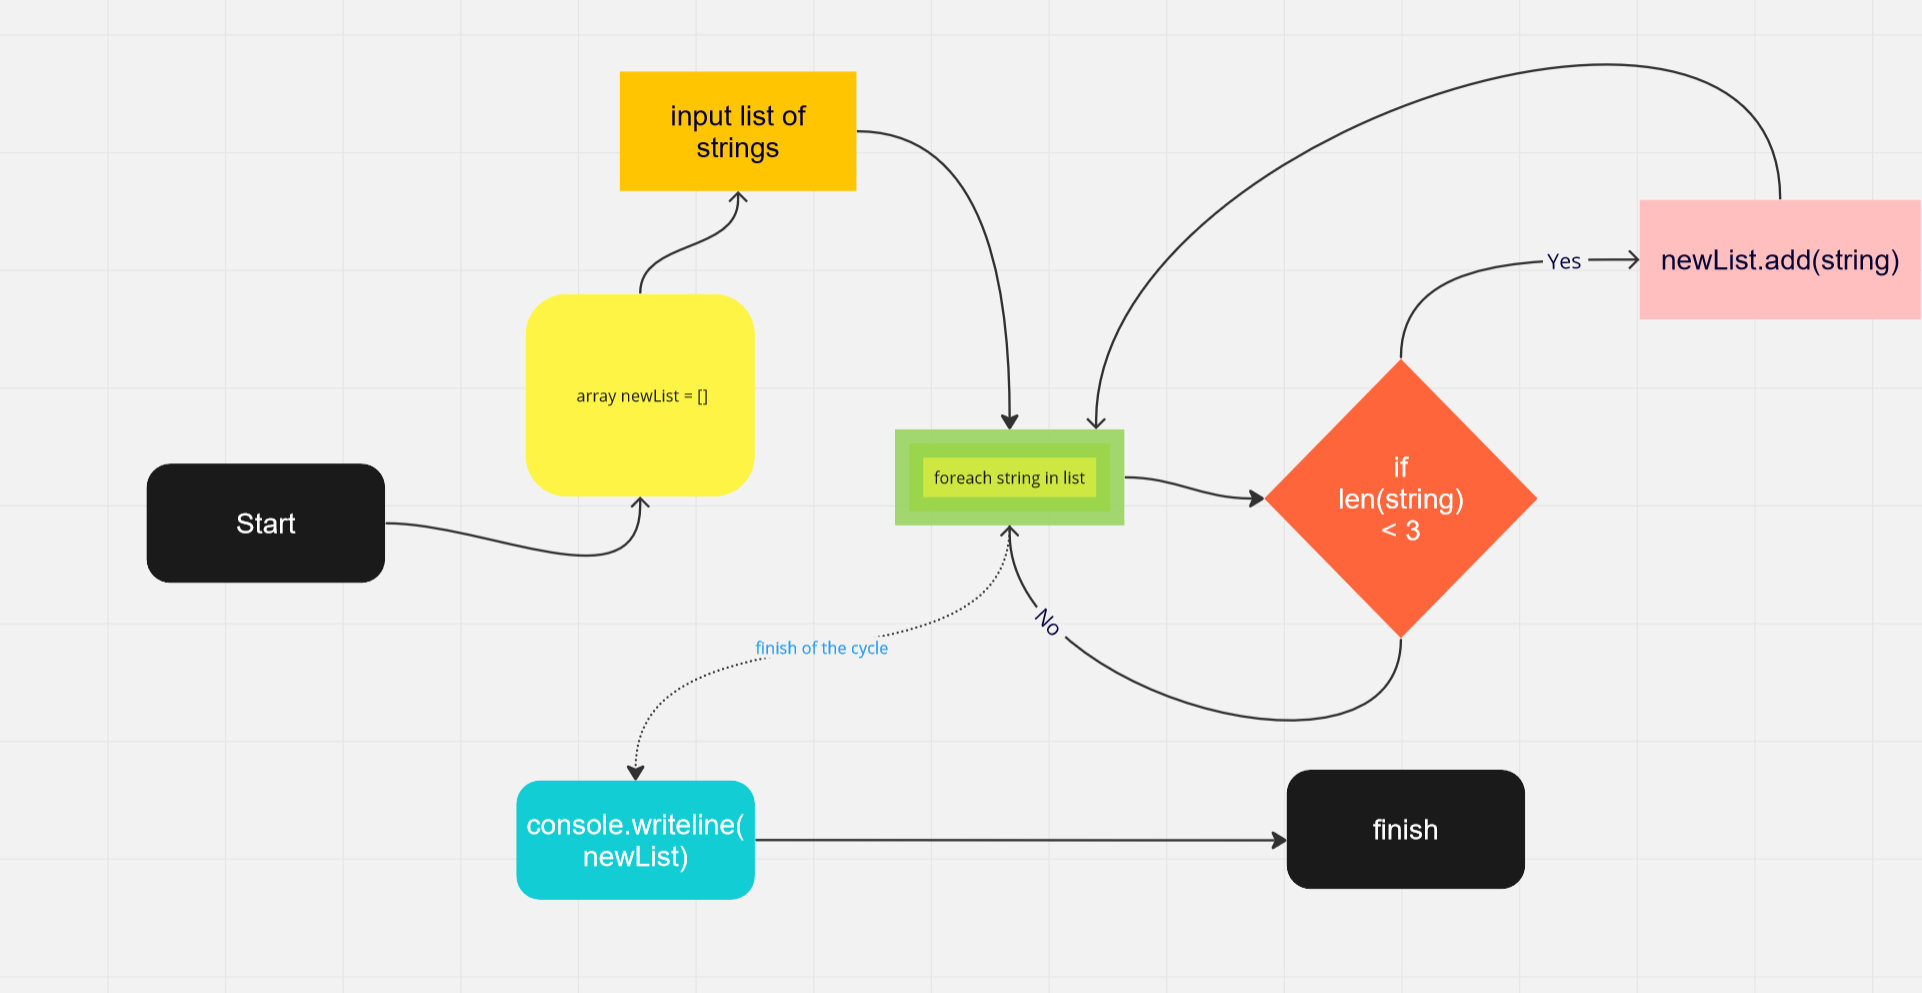 Start
array newList = []
input list of
strings
foreach string in list
if
len(string)
< 3
Yes
newList.add(string)
No
finish of the cycle
console.writeline(
newList)
finish